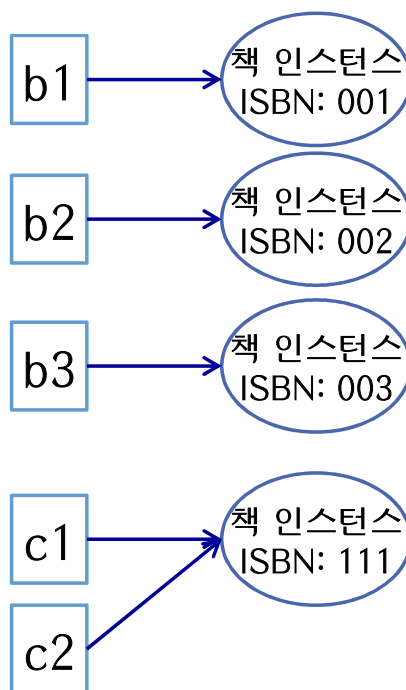 b1
책 인스턴스
ISBN: 001
b2
책 인스턴스
ISBN: 002
b3
책 인스턴스
ISBN: 003
c1
책 인스턴스
ISBN: 111
c2